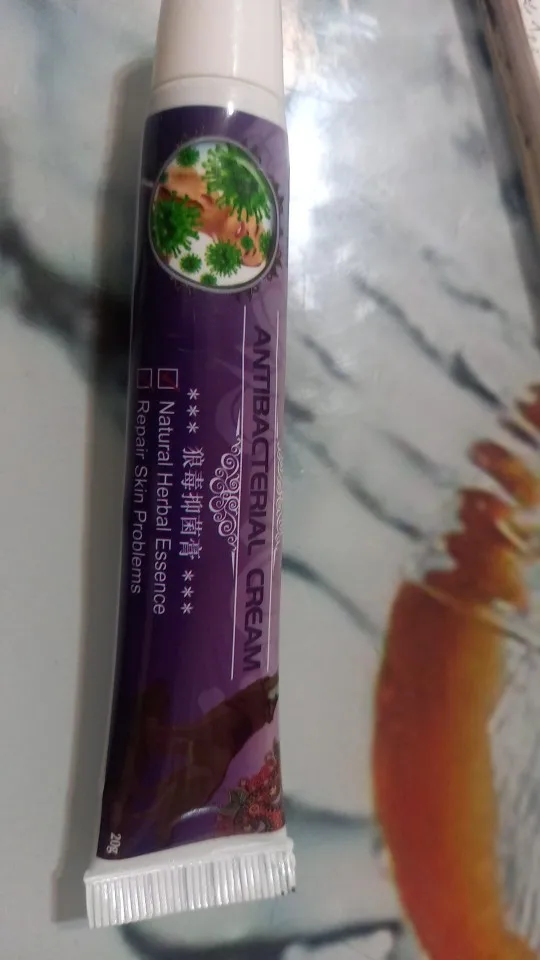 ANTIBACTERIAL CREAM
*** 狼毒抑菌膏 ***
Natural Herbal Essence
Repair Skin Problems
20g